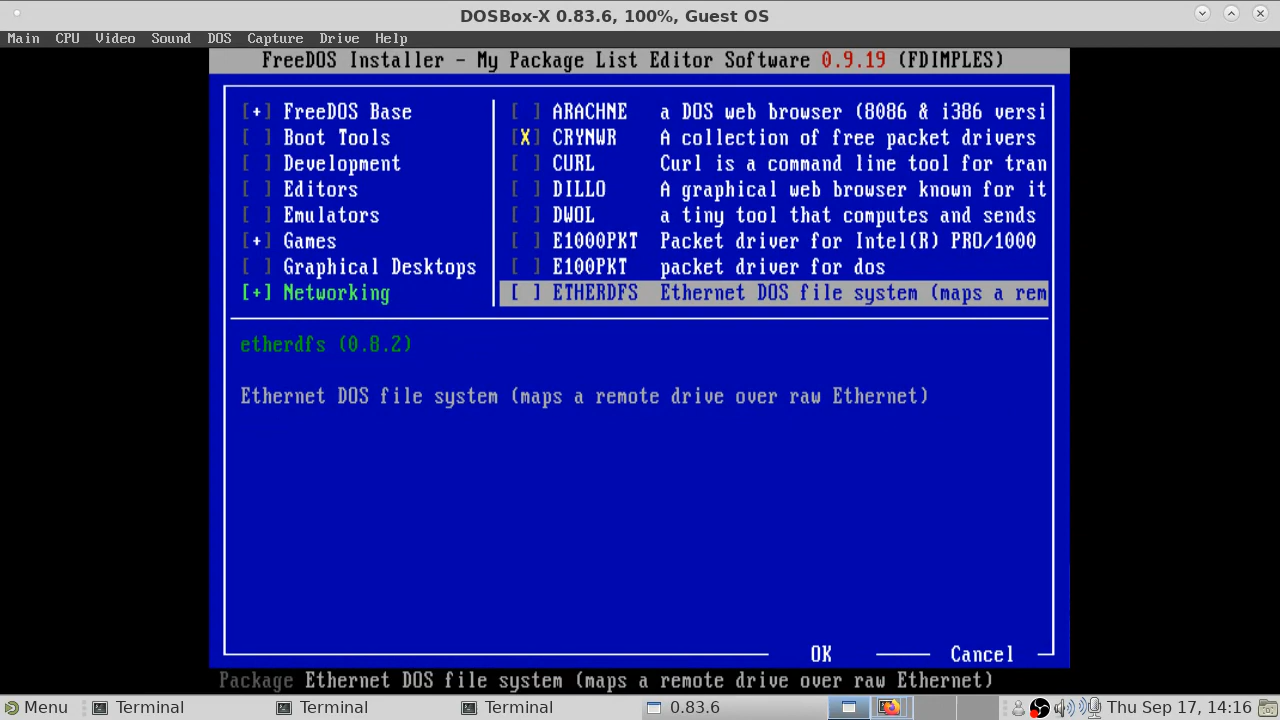 DOSBox-X 0.83.6, 100%, Guest OS
Main CPU Video Sound DOS Capture Drive Help
FreeDOS Installer - My Package List Editor Software 0.9.19 (FDIMPLES)
[+] FreeDOS Base [ ] ARACHNE a DOS web browser (8086 & i386 versi
[ ] Boot Tools [X] CRYNWR A collection of free packet drivers
[ ] Development [ ] CURL Curl is a command line tool for tran
[ ] Editors [ ] DILLO A graphical web browser known for it
[ ] Emulators [ ] DWOL a tiny tool that computes and sends
[+] Games [ ] E1000PKT Packet driver for Intel(R) PRO/1000
[ ] Graphical Desktops [ ] E100PKT packet driver for dos
[+] Networking [ ] ETHERDFS Ethernet DOS file system (maps a rem
etherdfs (0.8.2)
Ethernet DOS file system (maps a remote drive over raw Ethernet)
OK Cancel
Package Ethernet DOS file system (maps a remote drive over raw Ethernet)
Menu Terminal Terminal Terminal 0.83.6 Thu Sep 17, 14:16